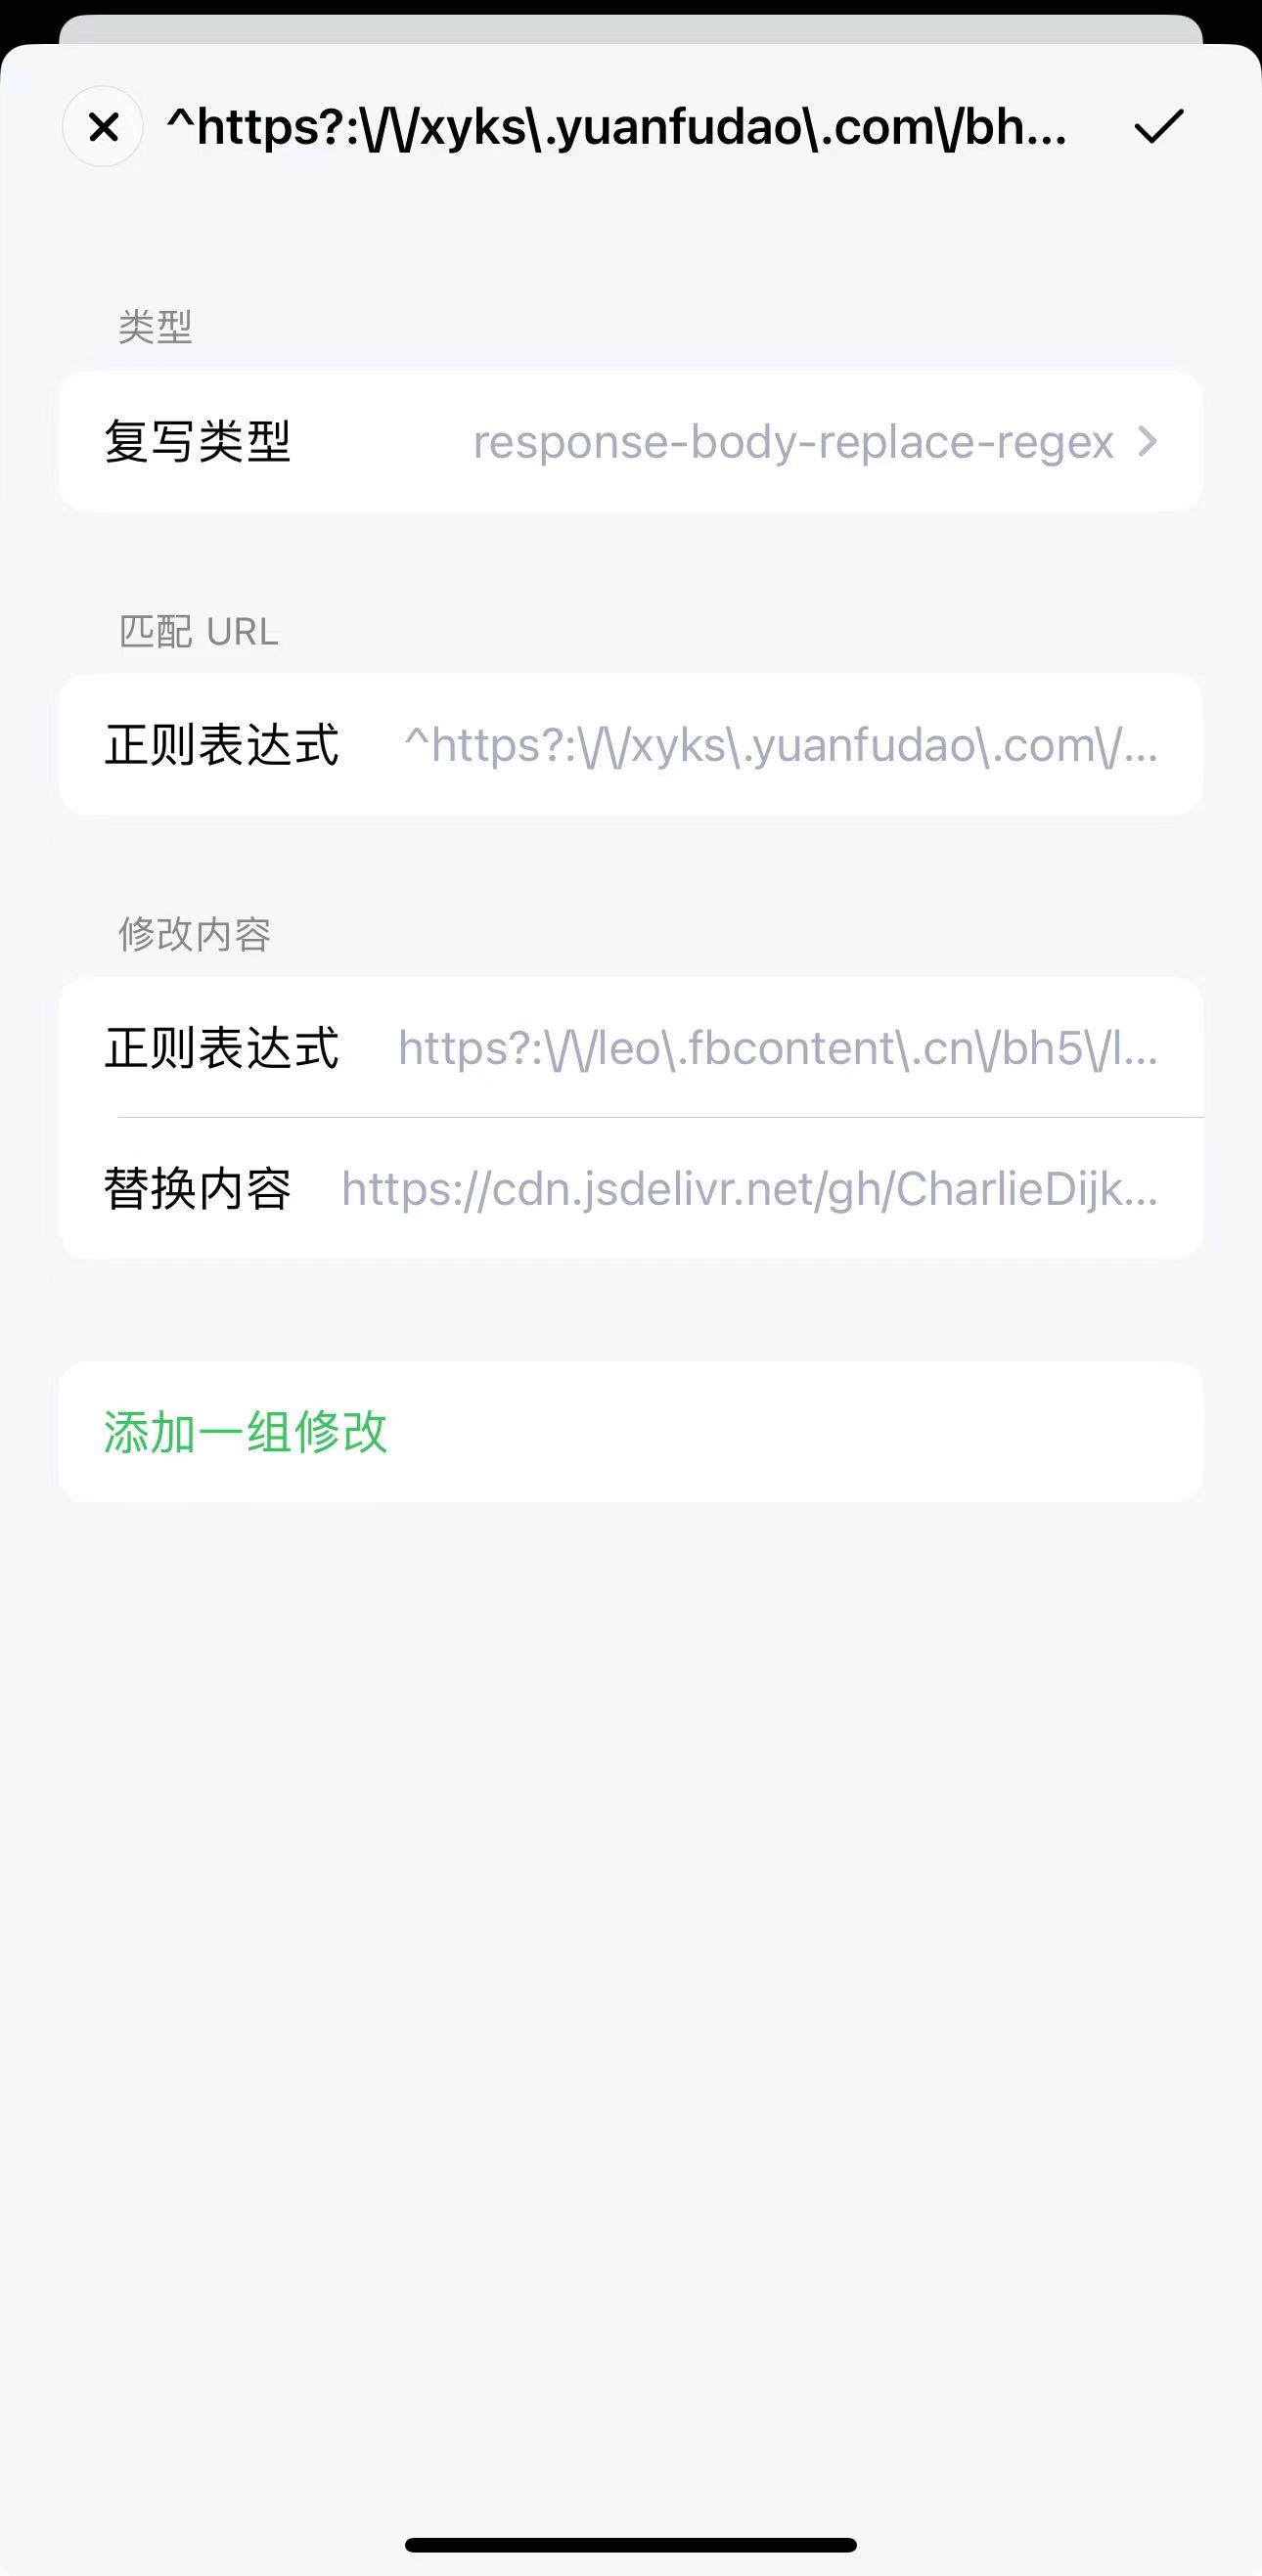 ^https?:\/\/xyks\.yuanfudao\.com\/bh...
类型
复写类型 response-body-replace-regex
匹配 URL
正则表达式 ^https?:\/\/xyks\.yuanfudao\.com\/...
修改内容
正则表达式 https?:\/\/leo\.fbcontent\.cn\/bh5\/l...
替换内容 https://cdn.jsdelivr.net/gh/CharlieDijk...
添加一组修改